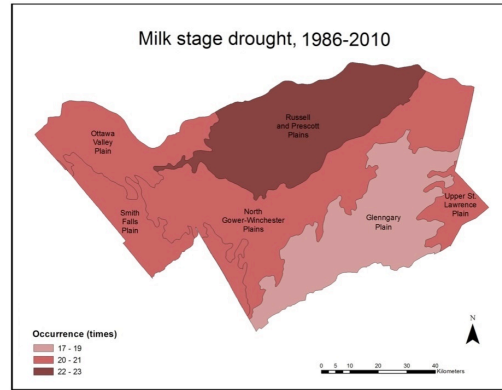 Milk stage drought, 1986-2010
Russell
and Prescott
Plains
Ottawa
Valley
Plain
Smith
Falls
Plain
North
Gower-Winchester
Plains
Glenngary
Plain
Upper St.
Lawrence
Plain
Occurrence (times)
17 - 19
20 - 21
22 - 23
N
0 5 10 20 30 40
Kilometers